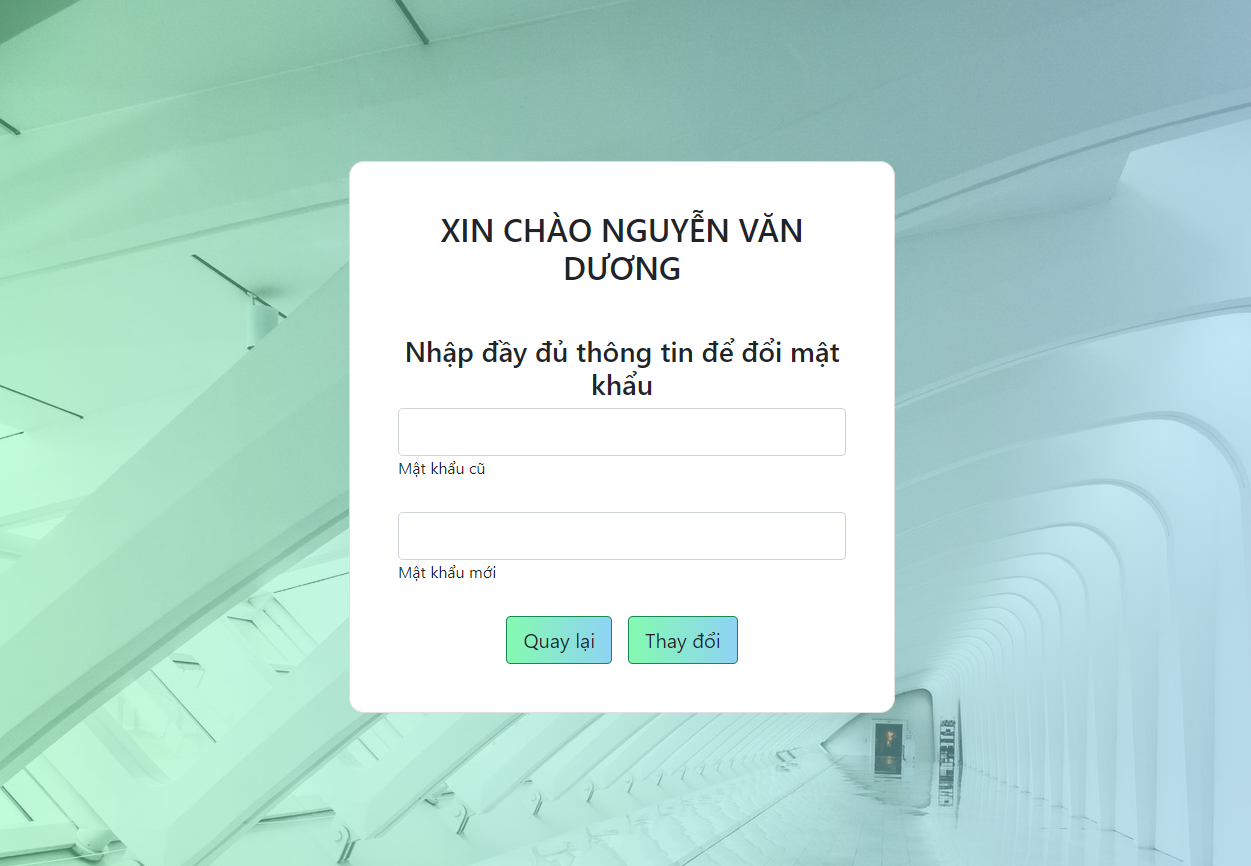 XIN CHÀO NGUYỄN VĂN
DƯƠNG
Nhập đầy đủ thông tin để đổi mật
khẩu
Mật khẩu cũ
Mật khẩu mới
Quay lại
Thay đổi